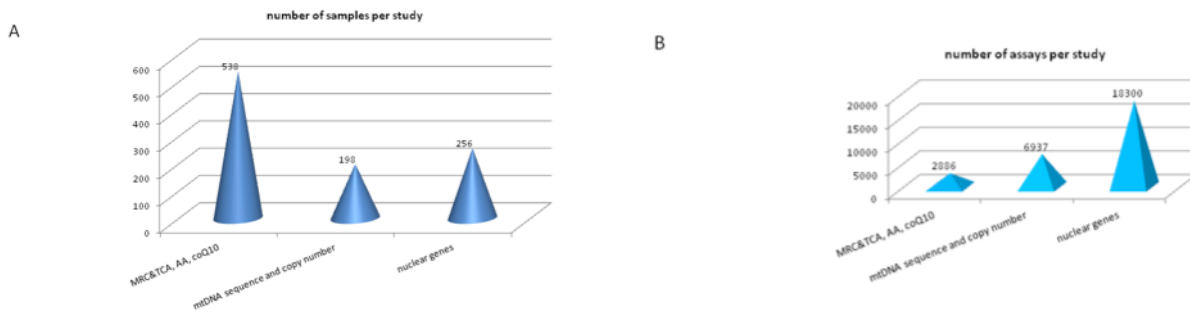 A
number of samples per study
600
500
400
300
200
100
0
538
198
256
MRC&TCA, AA, coQ10
mtDNA sequence and copy number
nuclear genes
B
number of assays per study
20000
15000
10000
5000
0
2886
6937
18300
MRC&TCA, AA, coQ10
mtDNA sequence and copy number
nuclear genes